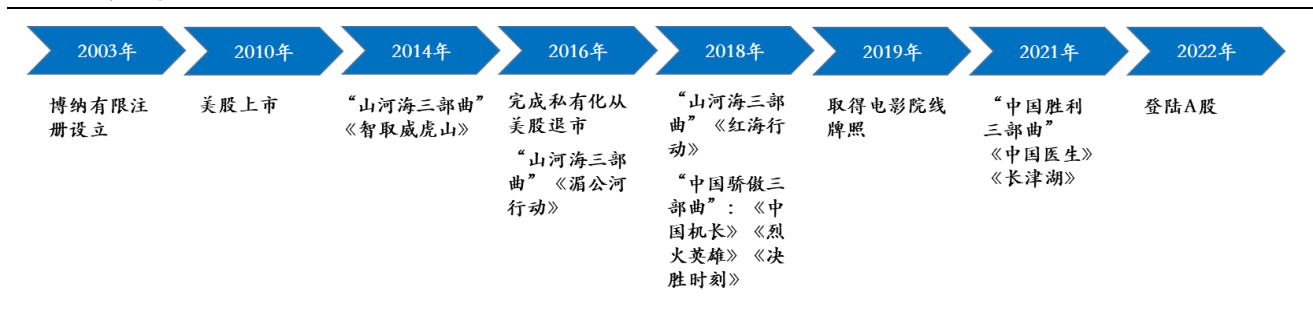 2003年
2010年
2014年
2016年
2018年
2019年
2021年
2022年
博纳有限注
册设立
美股上市
“山河海三部曲”
《智取威虎山》
完成私有化从
美股退市
“山河海三部
曲”《湄公河
行动》
“山河海三部
曲”《红海行
动》
“中国骄傲三
部曲”:《中
国机长》《烈
火英雄》《决
胜时刻》
取得电影院线
牌照
“中国胜利
三部曲”
《中国医生》
《长津湖》
登陆A股